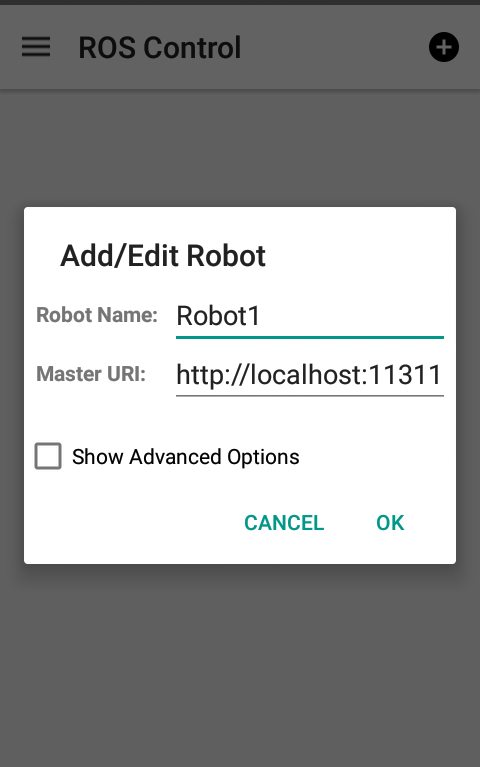 ROS Control
Add/Edit Robot
Robot Name: Robot1
Master URI: http://localhost:11311
Show Advanced Options
CANCEL OK